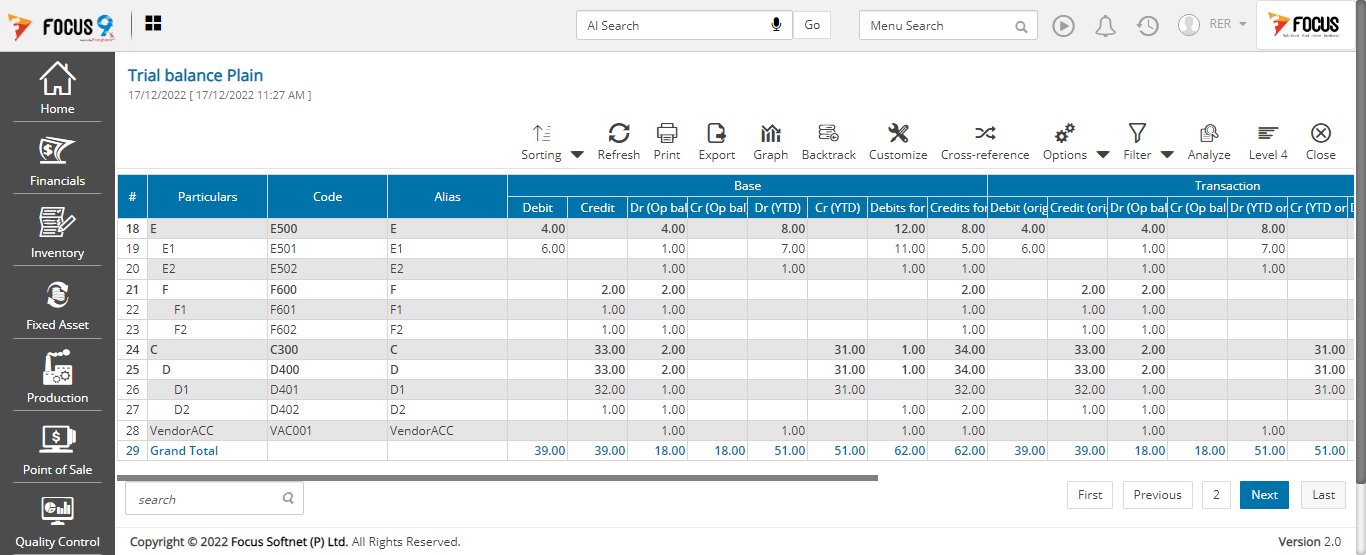 FOCUS 9
AI Search
Go
Menu Search
RER
FOCUS
Home
Financials
Inventory
Fixed Asset
Production
Point of Sale
Quality Control
Trial balance Plain
17/12/2022 [ 17/12/2022 11:27 AM ]
Sorting Refresh Print Export Graph Backtrack Customize Cross-reference Options Filter Analyze Level 4 Close
# Particulars Code Alias Base Transaction
Debit Credit Dr (Op bal Cr (Op bal Dr (YTD) Cr (YTD) Debits for Credits for Debit (orig Credit (ori Dr (Op bal Cr (Op bal Dr (YTD or Cr (YTD or D
18 E E500 E 4.00 4.00 8.00 12.00 8.00 4.00 4.00 8.00
19 E1 E501 E1 6.00 1.00 7.00 11.00 5.00 6.00 1.00 7.00
20 E2 E502 E2 1.00 1.00 1.00 1.00 1.00 1.00
21 F F600 F 2.00 2.00 2.00 2.00 2.00
22 F1 F601 F1 1.00 1.00 1.00 1.00 1.00
23 F2 F602 F2 1.00 1.00 1.00 1.00 1.00
24 C C300 C 33.00 2.00 31.00 1.00 34.00 33.00 2.00 31.00
25 D D400 D 33.00 2.00 31.00 1.00 34.00 33.00 2.00 31.00
26 D1 D401 D1 32.00 1.00 31.00 32.00 32.00 1.00 31.00
27 D2 D402 D2 1.00 1.00 1.00 2.00 1.00 1.00
28 VendorACC VAC001 VendorACC 1.00 1.00 1.00 1.00 1.00 1.00
29 Grand Total 39.00 39.00 18.00 18.00 51.00 51.00 62.00 62.00 39.00 39.00 18.00 18.00 51.00 51.00
search
First Previous 2 Next Last
Copyright © 2022 Focus Softnet (P) Ltd. All Rights Reserved.
Version 2.0